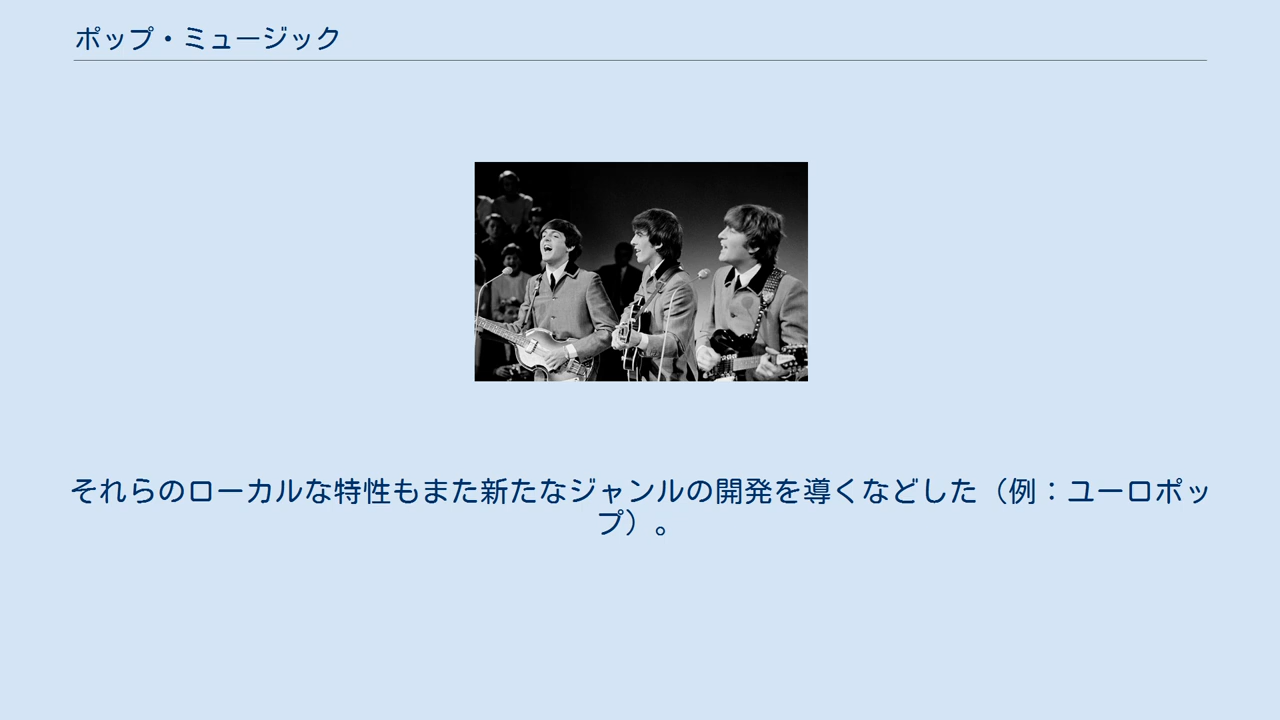 ポップ・ミュージック
それらのローカルな特性もまた新たなジャンルの開発を導くなどした（例：ユーロポッ
プ）。